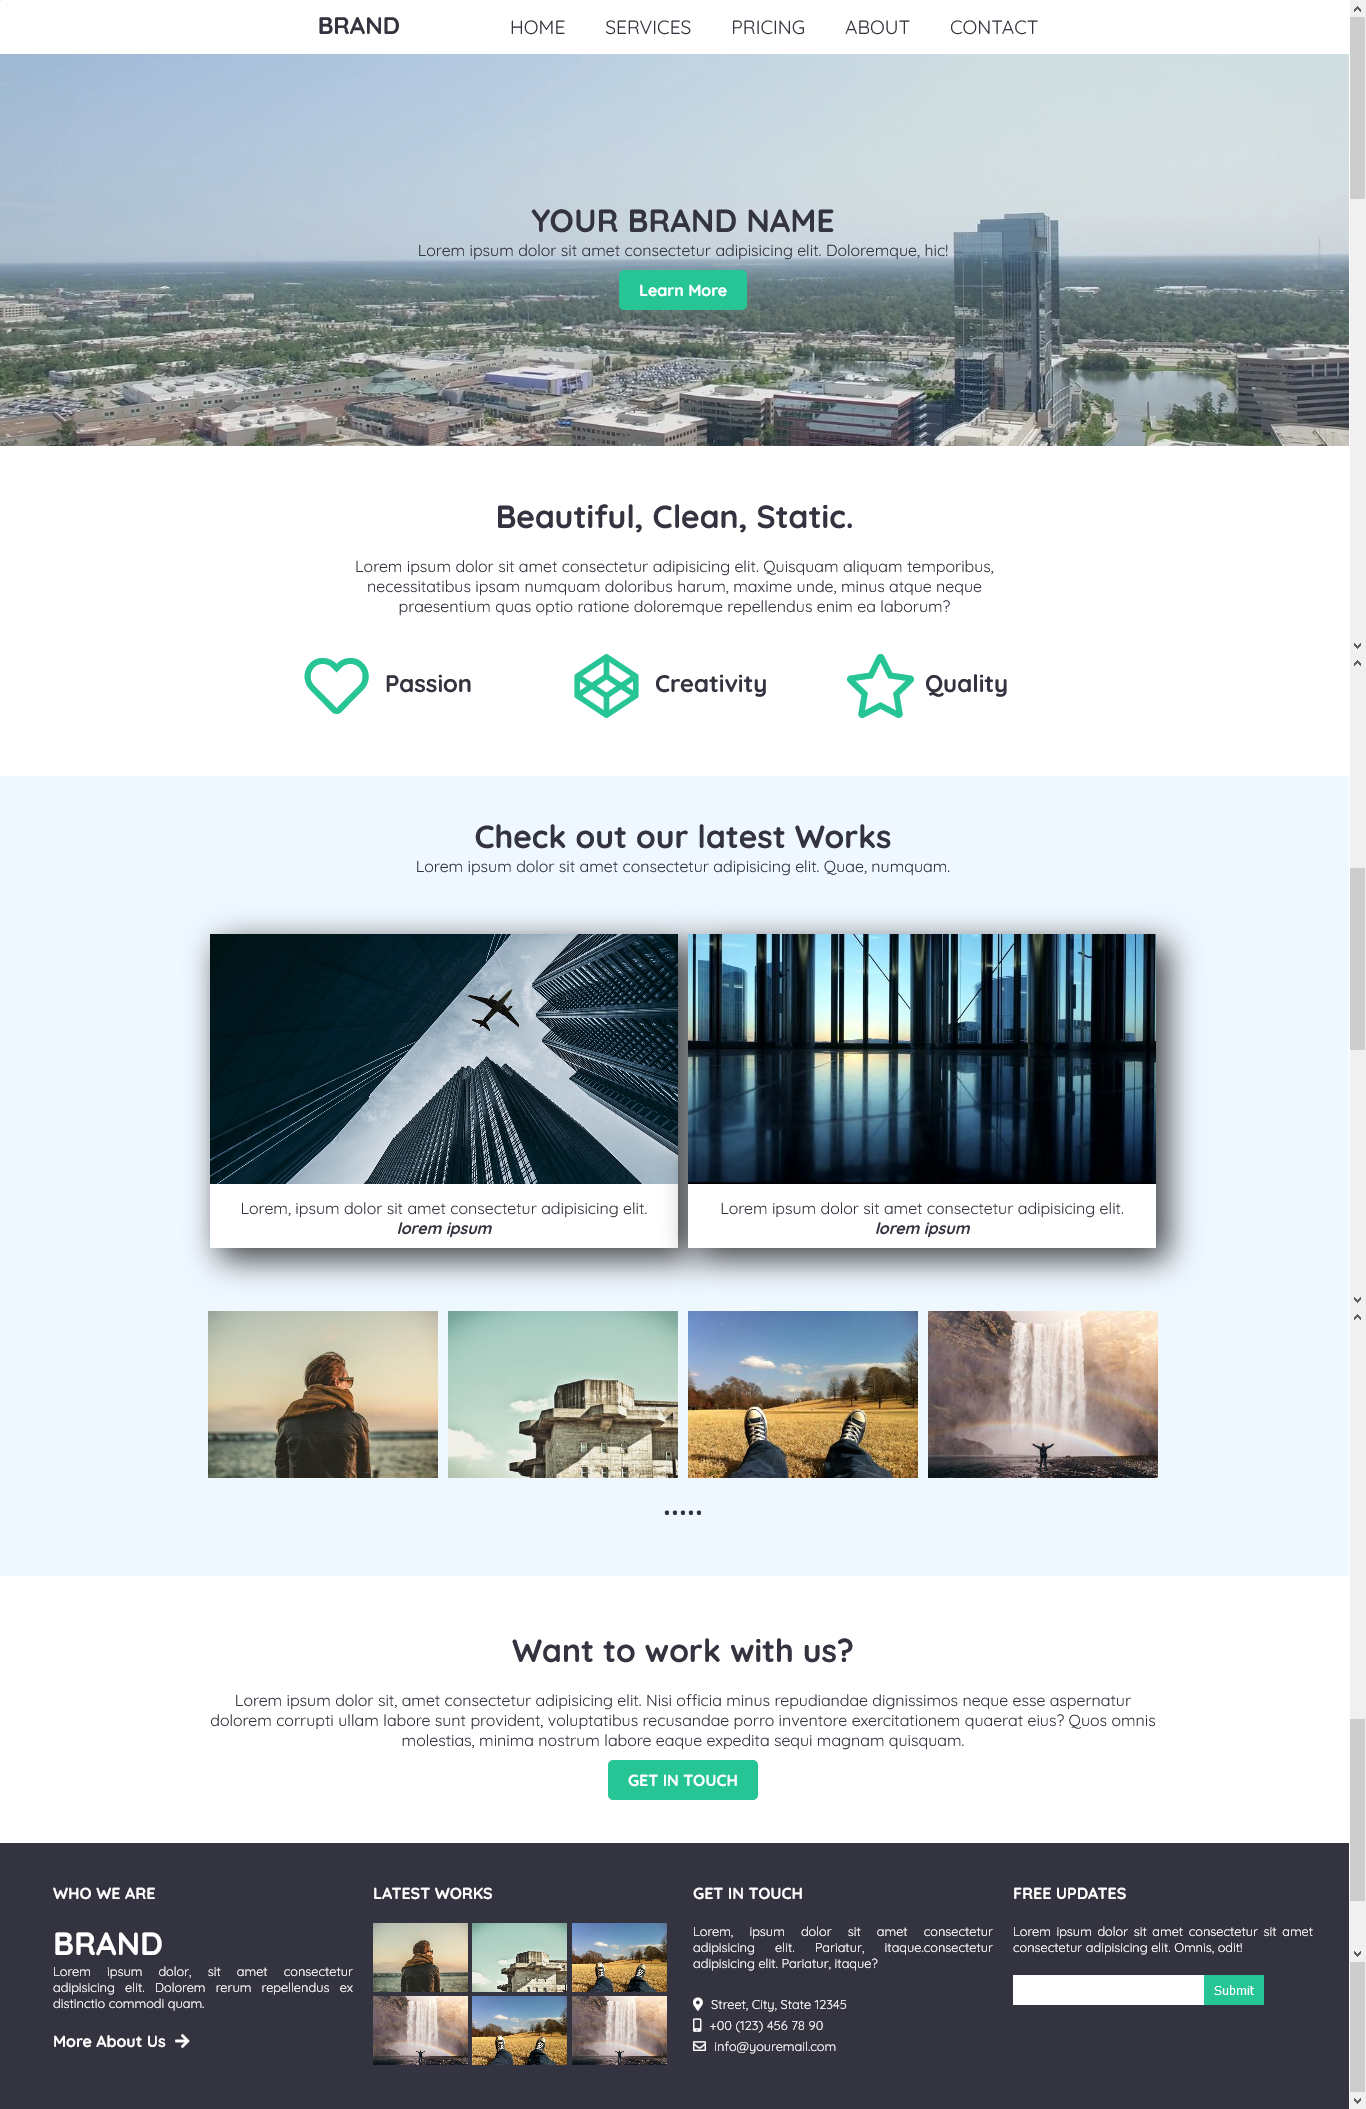 BRAND
HOME SERVICES PRICING ABOUT CONTACT
YOUR BRAND NAME
Lorem ipsum dolor sit amet consectetur adipisicing elit. Doloremque, hic!
Learn More
Beautiful, Clean, Static.
Lorem ipsum dolor sit amet consectetur adipisicing elit. Quisquam aliquam temporibus,
necessitatibus ipsam numquam doloribus harum, maxime unde, minus atque neque
praesentium quas optio ratione doloremque repellendus enim ea laborum?
Passion
Creativity
Quality
Check out our latest Works
Lorem ipsum dolor sit amet consectetur adipisicing elit. Quae, numquam.
Lorem, ipsum dolor sit amet consectetur adipisicing elit.
lorem ipsum
Lorem ipsum dolor sit amet consectetur adipisicing elit.
lorem ipsum
.....
Want to work with us?
Lorem ipsum dolor sit, amet consectetur adipisicing elit. Nisi officia minus repudiandae dignissimos neque esse aspernatur
dolorem corrupti ullam labore sunt provident, voluptatibus recusandae porro inventore exercitationem quaerat eius? Quos omnis
molestias, minima nostrum labore eaque expedita sequi magnam quisquam.
GET IN TOUCH
WHO WE ARE
BRAND
Lorem ipsum dolor, sit amet consectetur
adipisicing elit. Dolorem rerum repellendus ex
distinctio commodi quam.
More About Us
LATEST WORKS
GET IN TOUCH
Lorem, ipsum dolor sit amet consectetur
adipisicing elit. Pariatur, itaque.consectetur
adipisicing elit. Pariatur, itaque?
Street, City, State 12345
+00 (123) 456 78 90
info@youremail.com
FREE UPDATES
Lorem ipsum dolor sit amet consectetur sit amet
consectetur adipisicing elit. Omnis, odit!
Submit